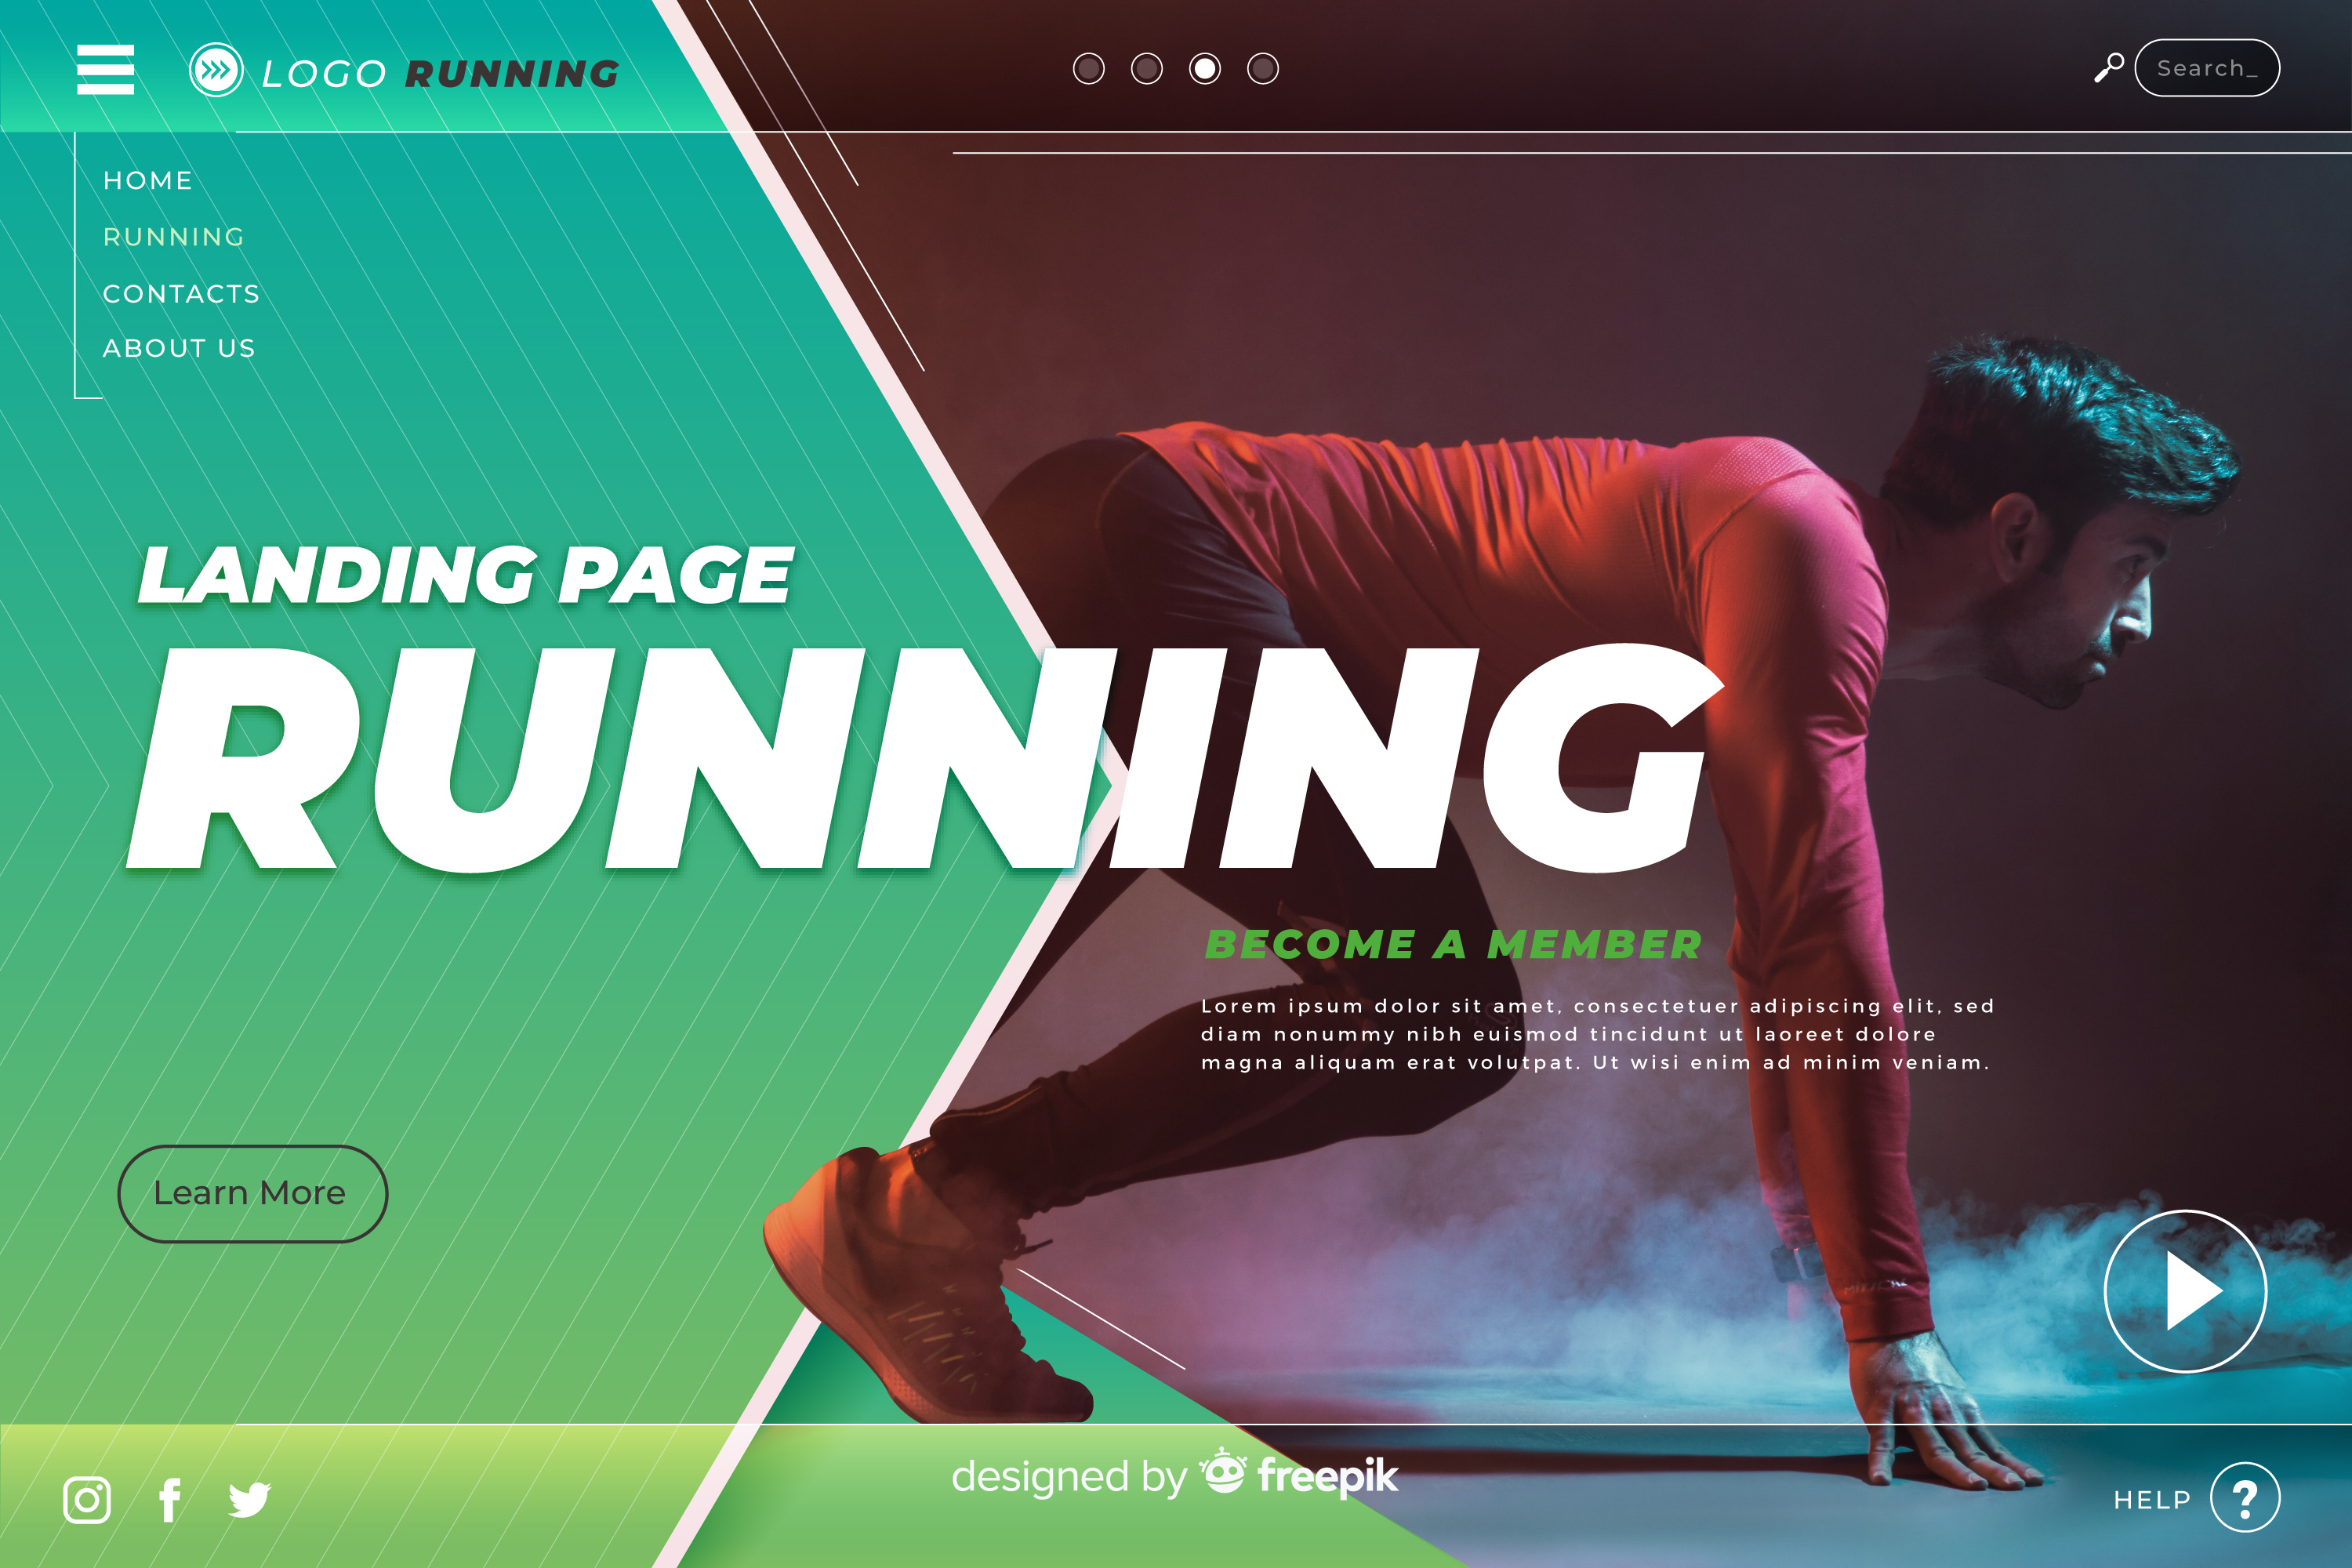 LOGO RUNNING
Search_
HOME
RUNNING
CONTACTS
ABOUT US
LANDING PAGE
RUNNING
BECOME A MEMBER
Lorem ipsum dolor sit amet, consectetuer adipiscing elit, sed
diam nonummy nibh euismod tincidunt ut laoreet dolore
magna aliquam erat volutpat. Ut wisi enim ad minim veniam.
Learn More
designed by freepik
HELP ?